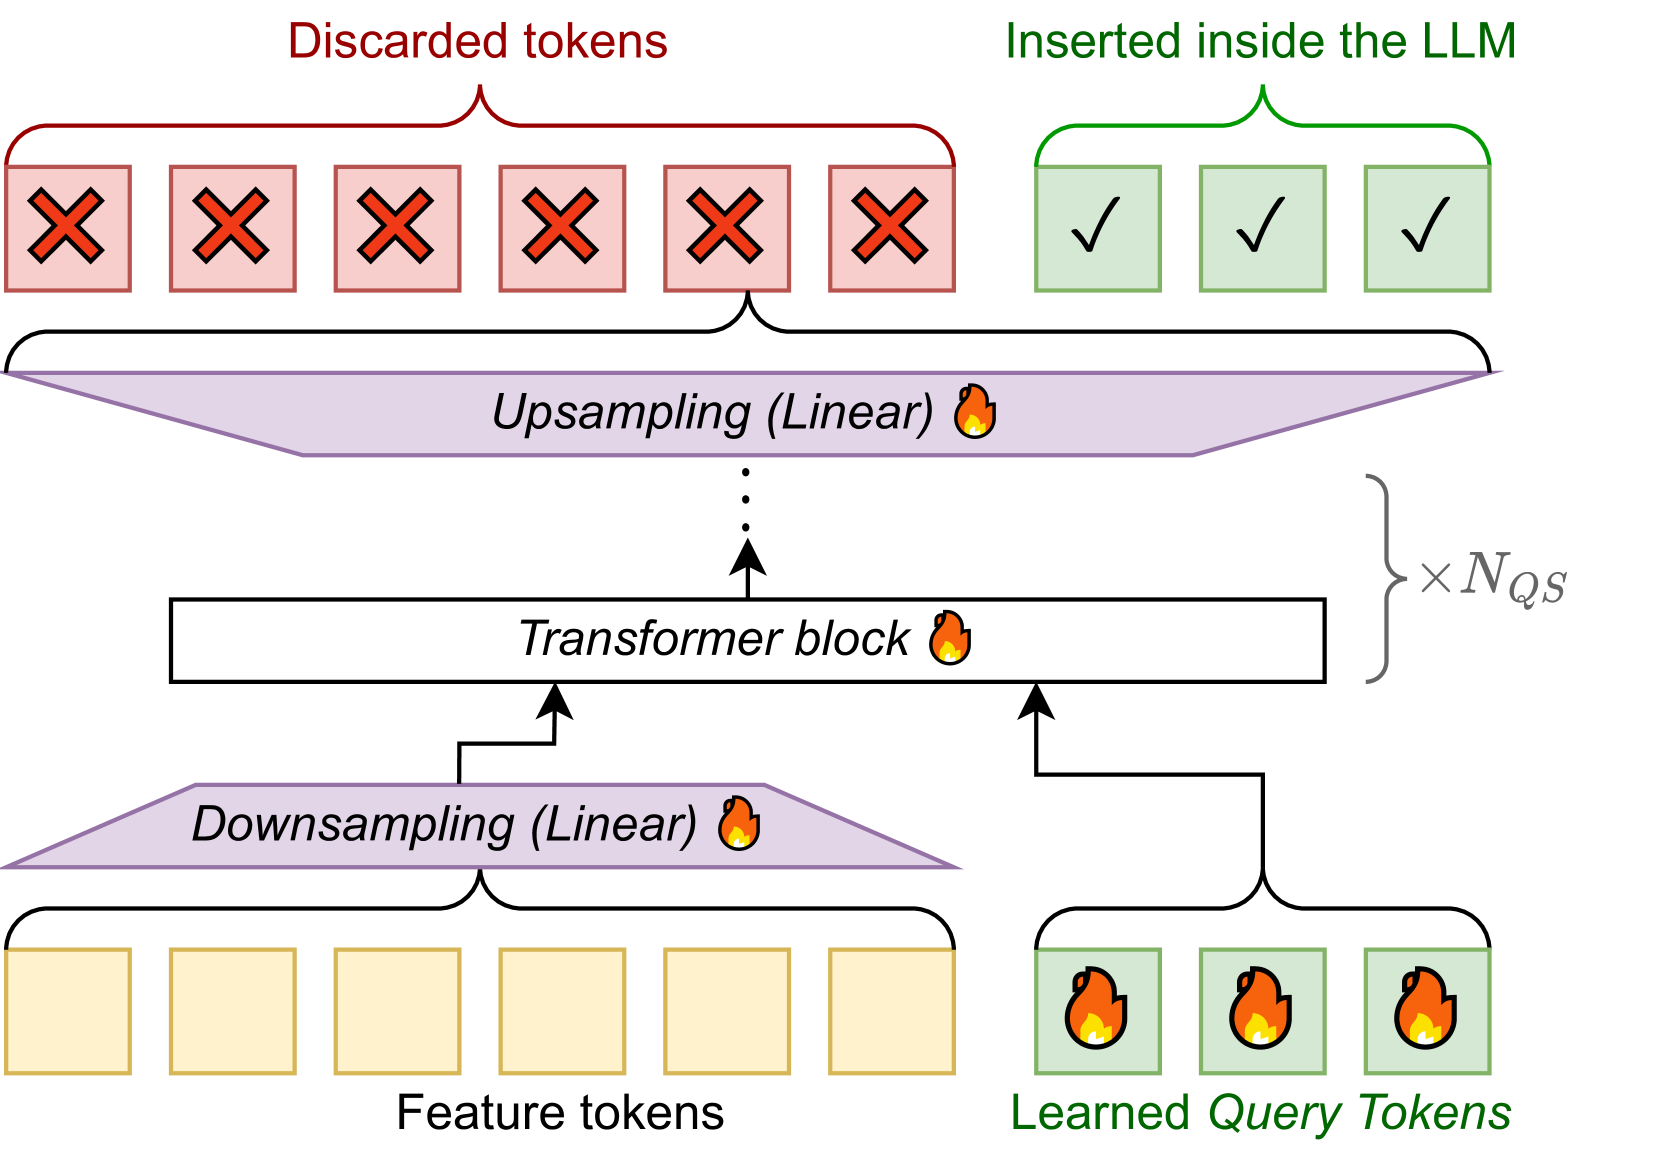 Discarded tokens
Inserted inside the LLM
Upsampling (Linear)
×N_{QS}
Transformer block
Downsampling (Linear)
Feature tokens
Learned Query Tokens